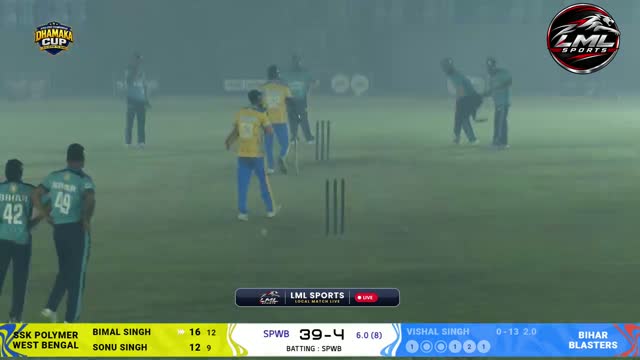 DHAMAKA
CUP
LML
SPORTS
BIHAR
42
49
LML SPORTS
LOCAL MATCH LIVE
LIVE
SSK POLYMER
WEST BENGAL
BIMAL SINGH 16 12
SONU SINGH 12 9
SPWB 39-4 6.0 (8)
BATTING : SPWB
VISHAL SINGH 0-13 2.0
1 1 2 1
BIHAR
BLASTERS